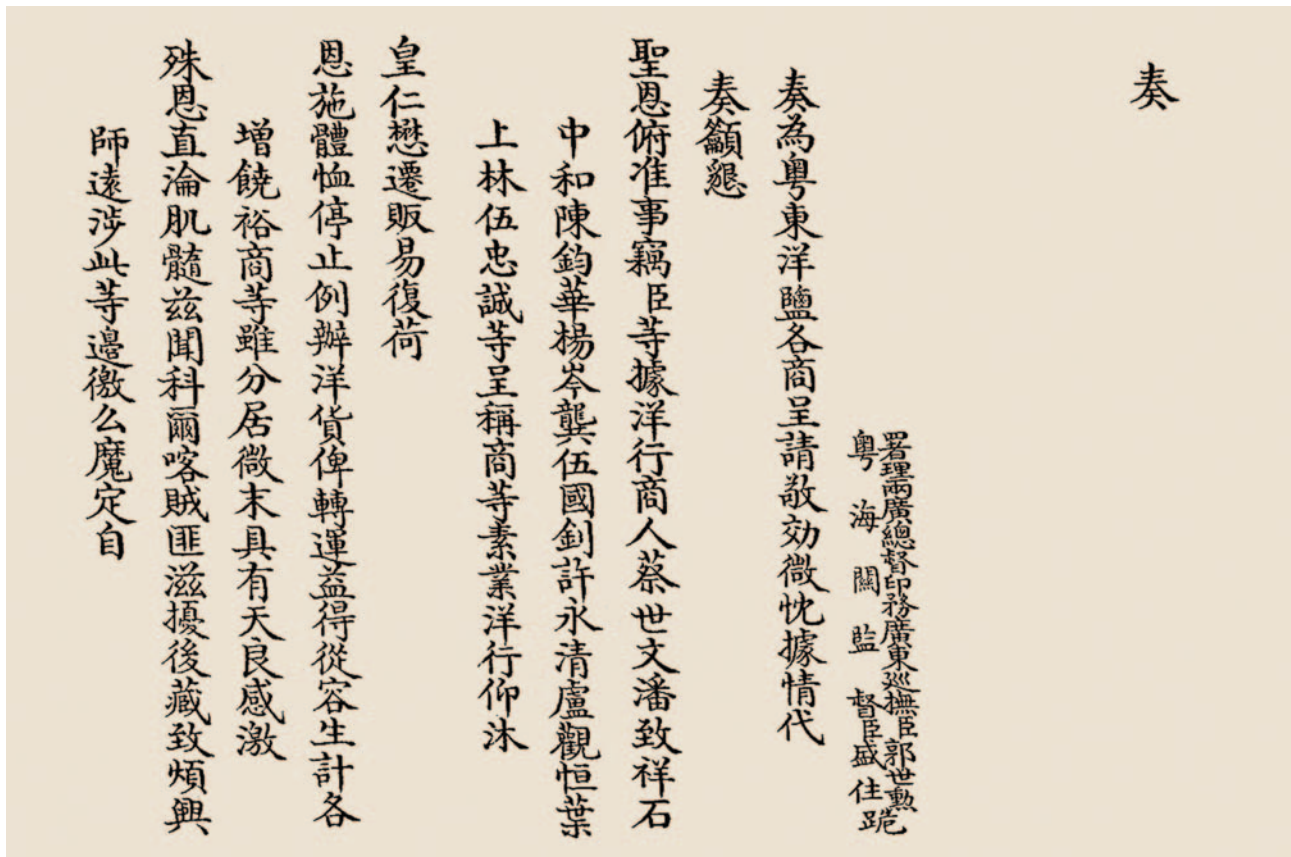 奏
署理兩廣總督印務廣東巡撫臣郭世勳
粵海關監督臣盛住跪
奏為粵東洋鹽各商呈請敬効微忱據情代
奏籲懇
聖恩俯准事竊臣等據洋行商人蔡世文潘致祥石
中和陳鈞華楊岑龔伍國釗許永清盧觀恒葉
上林伍忠誠等呈稱商等素業洋行仰沐
皇仁懋遷販易復荷
恩施體恤停止例辦洋貨俾轉運益得從容生計各
增饒裕商等雖分居微末具有天良感激
殊恩直淪肌髓茲聞科爾喀賊匪滋擾後藏致煩興
師遠涉此等邊徼么魔定自